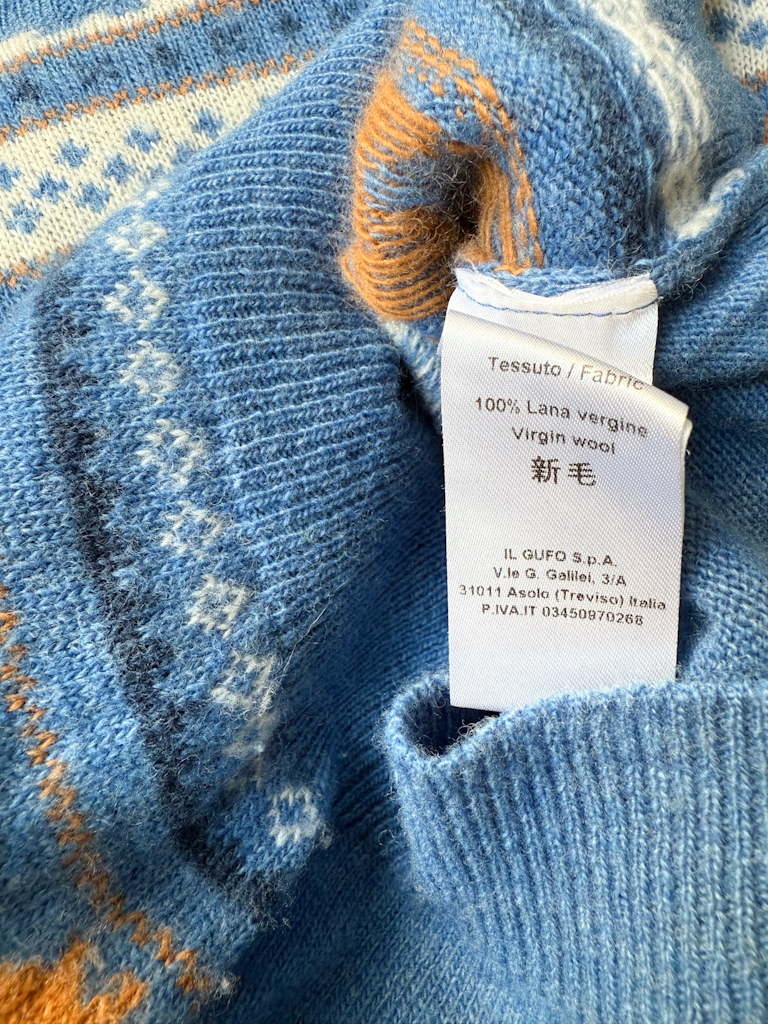 Tessuto / Fabric
100% Lana vergine
Virgin wool
新毛
IL GUFO S.p.A.
V.le G. Galilei, 3/A
31011 Asolo (Treviso) Italia
P.IVA.IT 03450970268